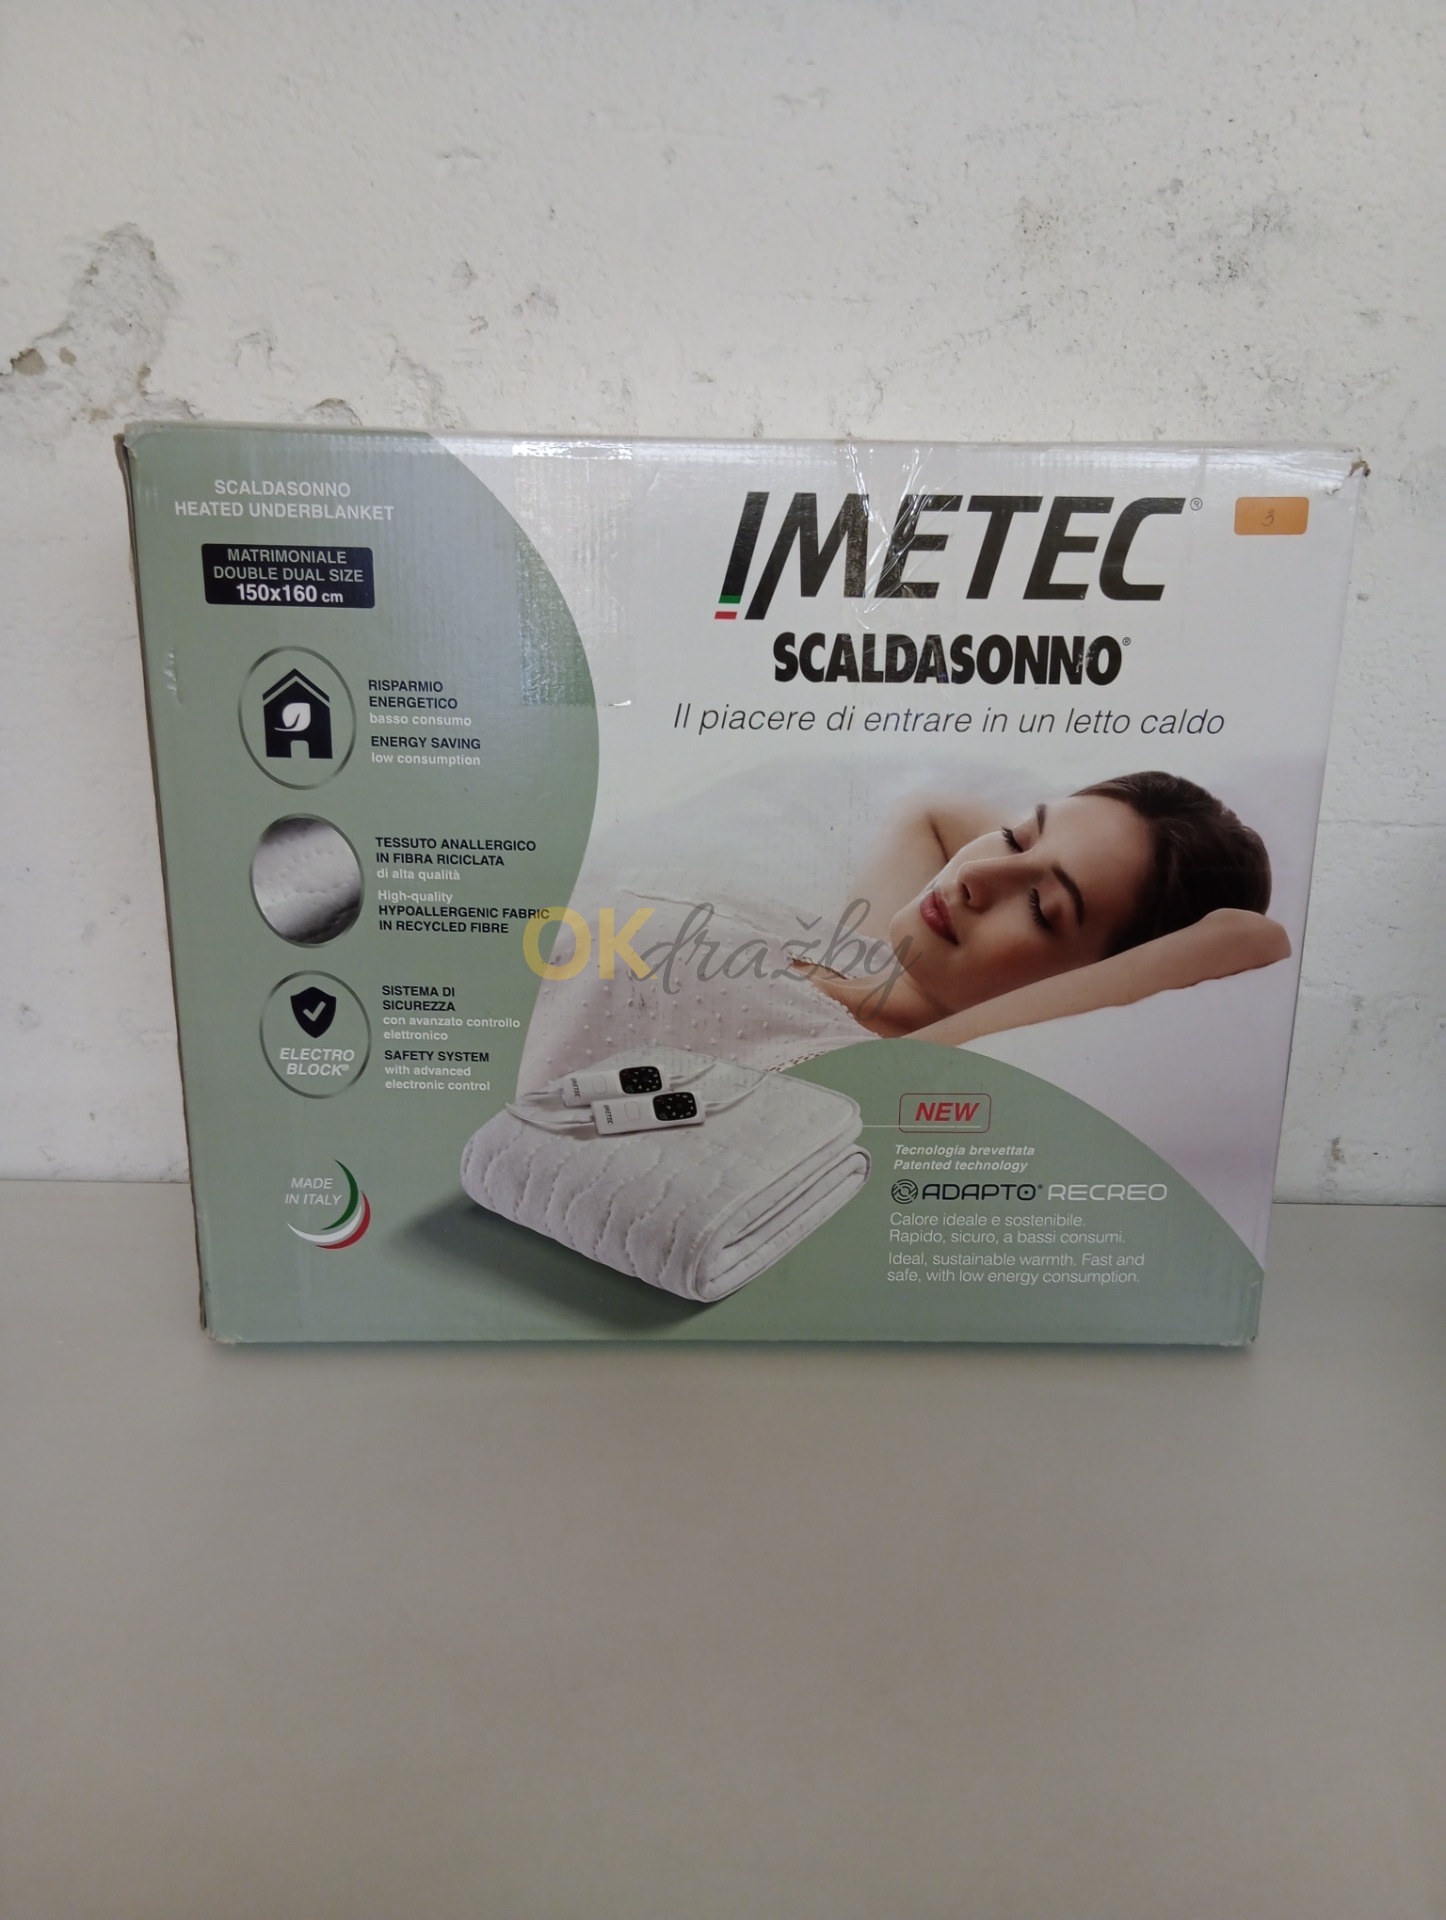 SCALDASONNO
HEATED UNDERBLANKET
MATRIMONIALE
DOUBLE DUAL SIZE
150x160 cm
RISPARMIO
ENERGETICO
basso consumo
ENERGY SAVING
low consumption
TESSUTO ANALLERGICO
IN FIBRA RICICLATA
di alta qualità
High-quality
HYPOALLERGENIC FABRIC
IN RECYCLED FIBRE
SISTEMA DI
SICUREZZA
con avanzato controllo
elettronico
SAFETY SYSTEM
with advanced
electronic control
ELECTRO
BLOCK®
MADE
IN ITALY
IMETEC®
3
SCALDASONNO®
Il piacere di entrare in un letto caldo
OKdražby
IMETEC
IMETEC
NEW
Tecnologia brevettata
Patented technology
ADAPTO® RECREO
Calore ideale e sostenibile.
Rapido, sicuro, a bassi consumi.
Ideal, sustainable warmth. Fast and
safe, with low energy consumption.